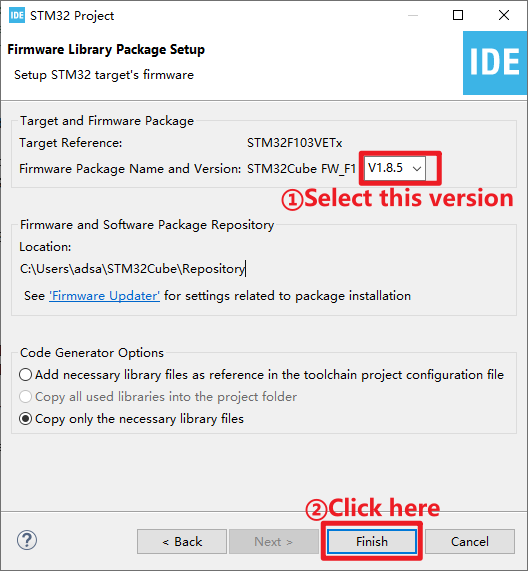 IDE STM32 Project
Firmware Library Package Setup
Setup STM32 target's firmware
IDE
Target and Firmware Package
Target Reference: STM32F103VETx
Firmware Package Name and Version: STM32Cube FW_F1 V1.8.5
①Select this version
Firmware and Software Package Repository
Location:
C:\Users\adsa\STM32Cube\Repository
See 'Firmware Updater' for settings related to package installation
Code Generator Options
Add necessary library files as reference in the toolchain project configuration file
Copy all used libraries into the project folder
Copy only the necessary library files
②Click here
? < Back Next > Finish Cancel